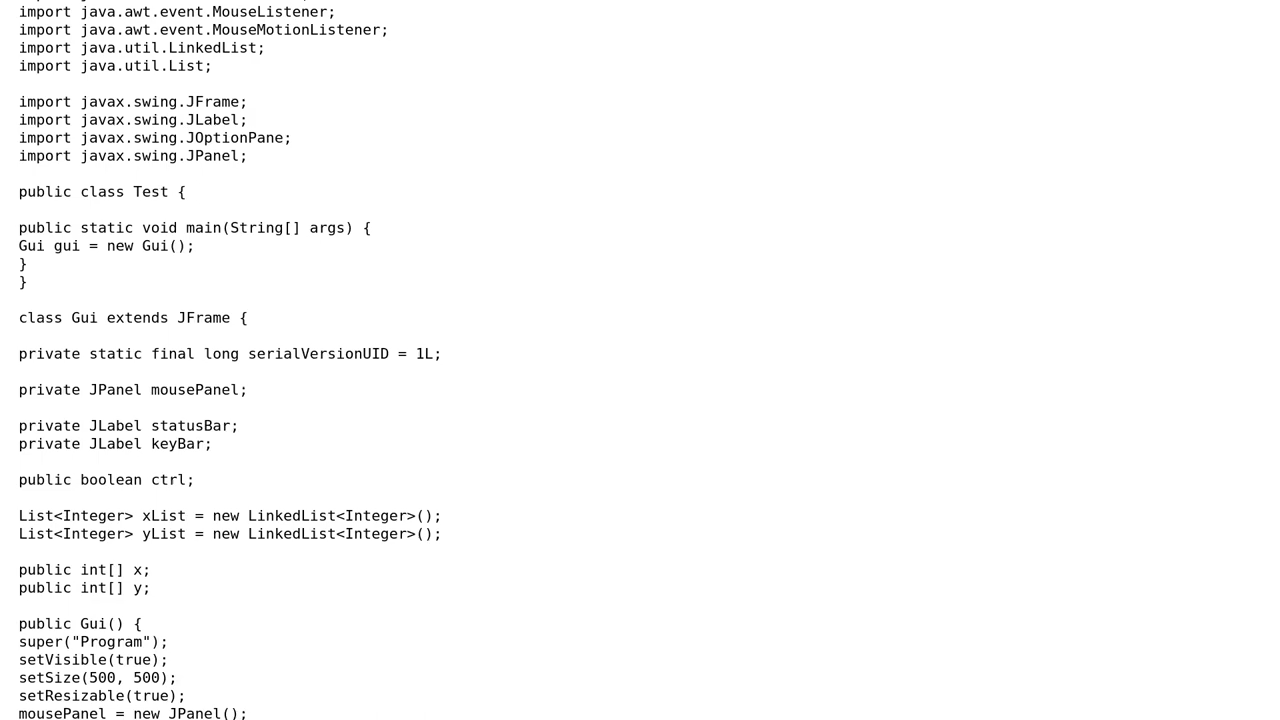 import java.awt.event.MouseListener;
import java.awt.event.MouseMotionListener;
import java.util.LinkedList;
import java.util.List;

import javax.swing.JFrame;
import javax.swing.JLabel;
import javax.swing.JOptionPane;
import javax.swing.JPanel;

public class Test {

public static void main(String[] args) {
Gui gui = new Gui();
}
}

class Gui extends JFrame {

private static final long serialVersionUID = 1L;

private JPanel mousePanel;

private JLabel statusBar;
private JLabel keyBar;

public boolean ctrl;

List<Integer> xList = new LinkedList<Integer>();
List<Integer> yList = new LinkedList<Integer>();

public int[] x;
public int[] y;

public Gui() {
super("Program");
setVisible(true);
setSize(500, 500);
setResizable(true);
mousePanel = new JPanel();